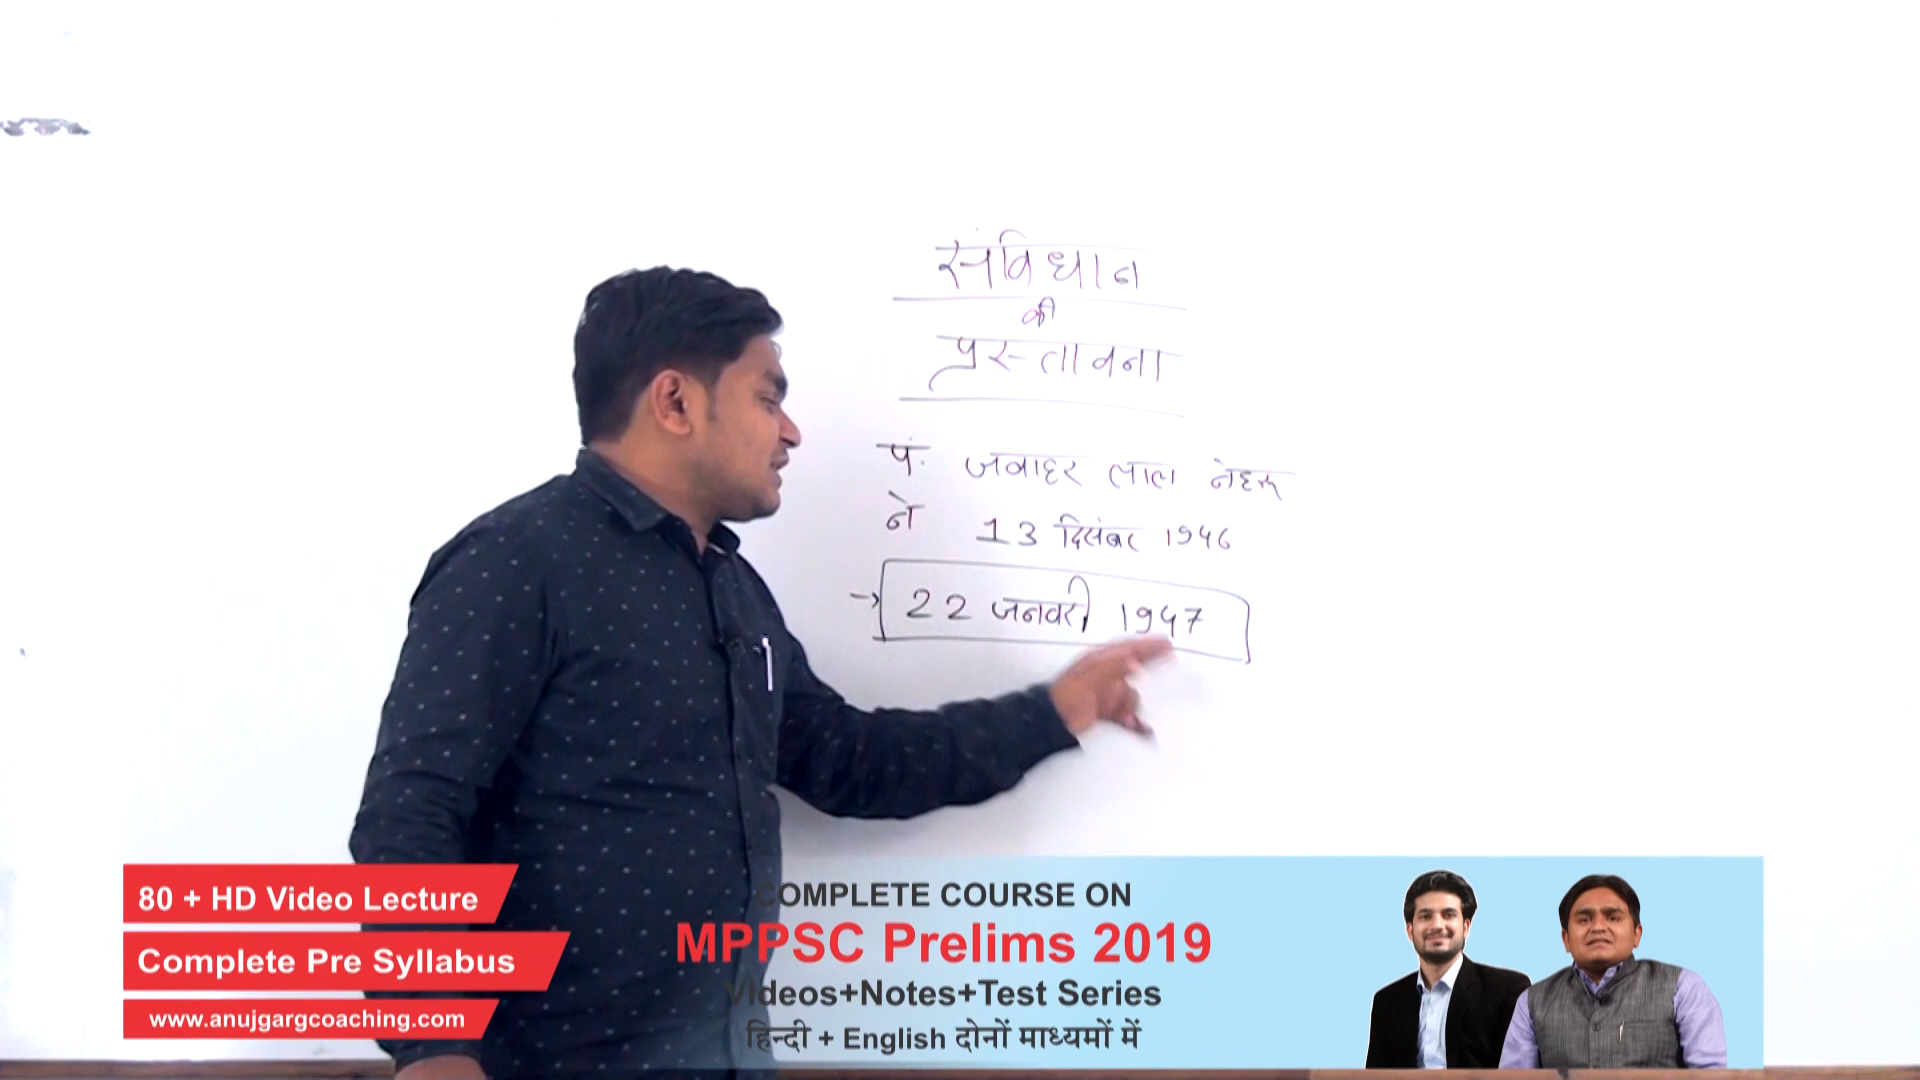 संविधान
की
प्रस्तावना
पं. जवाहर लाल नेहरू
ने 13 दिसंबर 1946
→ 22 जनवरी 1947
80 + HD Video Lecture
Complete Pre Syllabus
www.anujgargcoaching.com
COMPLETE COURSE ON
MPPSC Prelims 2019
Videos+Notes+Test Series
हिन्दी + English दोनों माध्यमों में